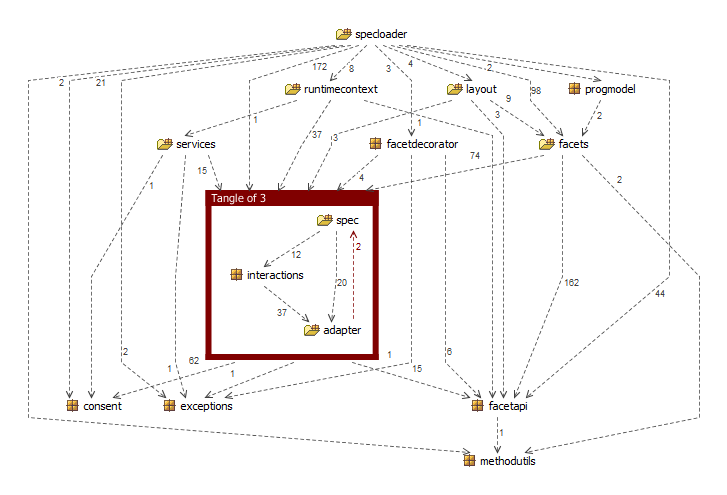 specloader
2 21 172 8 3 4 2 98
runtimecontext layout progmodel
9
1 37 3 1 3 2
services facetdecorator facets
15 4 74
1 2
Tangle of 3
spec
12 2
interactions 20 162
37 44
adapter
2 62 1 6
1 1 15
consent exceptions facetapi
1
methodutils